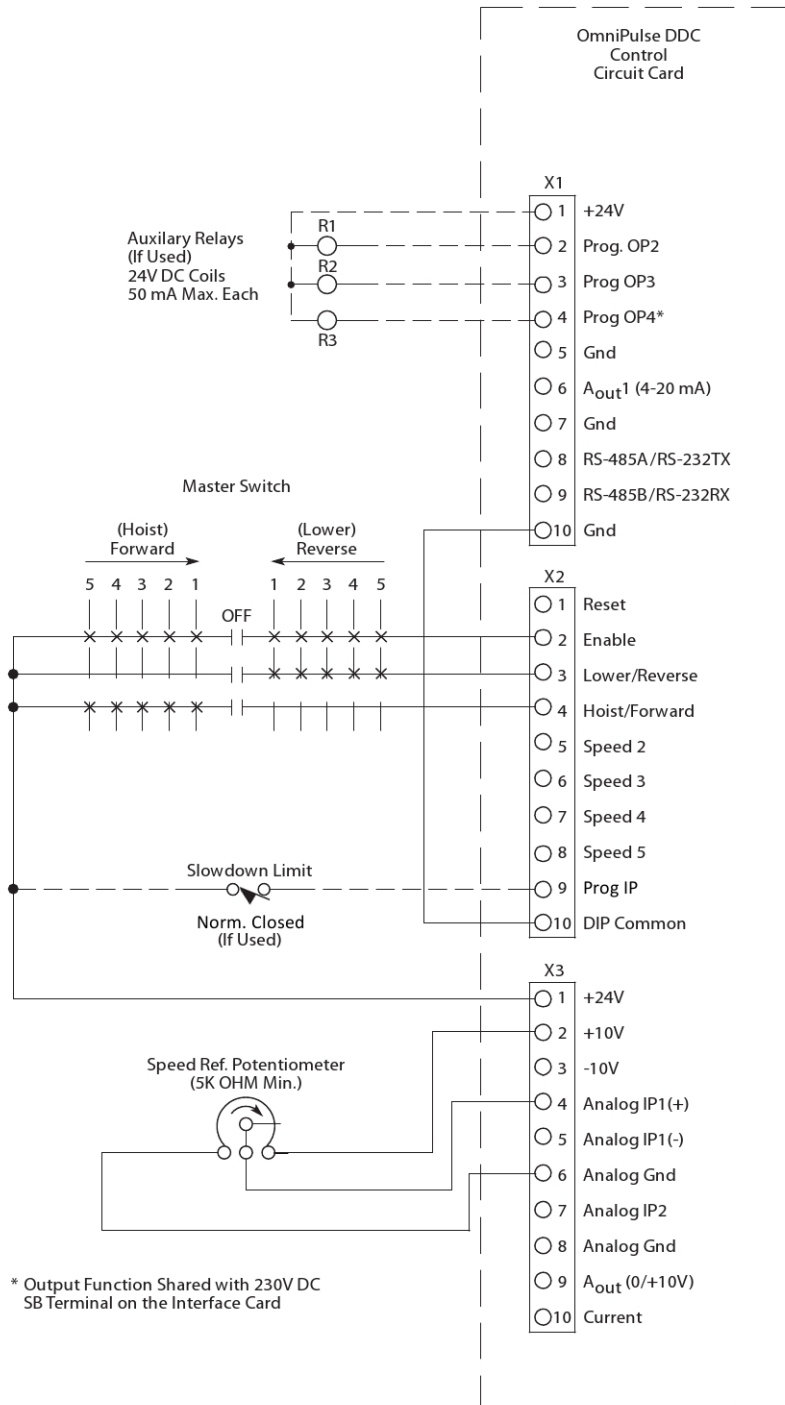 OmniPulse DDC
Control
Circuit Card
X1
1 +24V
2 Prog. OP2
3 Prog OP3
4 Prog OP4*
5 Gnd
6 Aout1 (4-20 mA)
7 Gnd
8 RS-485A/RS-232TX
9 RS-485B/RS-232RX
10 Gnd
Auxilary Relays
(If Used)
24V DC Coils
50 mA Max. Each
R1
R2
R3
Master Switch
(Hoist)
Forward
(Lower)
Reverse
5 4 3 2 1
OFF
1 2 3 4 5
X2
1 Reset
2 Enable
3 Lower/Reverse
4 Hoist/Forward
5 Speed 2
6 Speed 3
7 Speed 4
8 Speed 5
9 Prog IP
10 DIP Common
Slowdown Limit
Norm. Closed
(If Used)
X3
1 +24V
2 +10V
3 -10V
4 Analog IP1(+)
5 Analog IP1(-)
6 Analog Gnd
7 Analog IP2
8 Analog Gnd
9 Aout (0/+10V)
10 Current
Speed Ref. Potentiometer
(5K OHM Min.)
* Output Function Shared with 230V DC
SB Terminal on the Interface Card